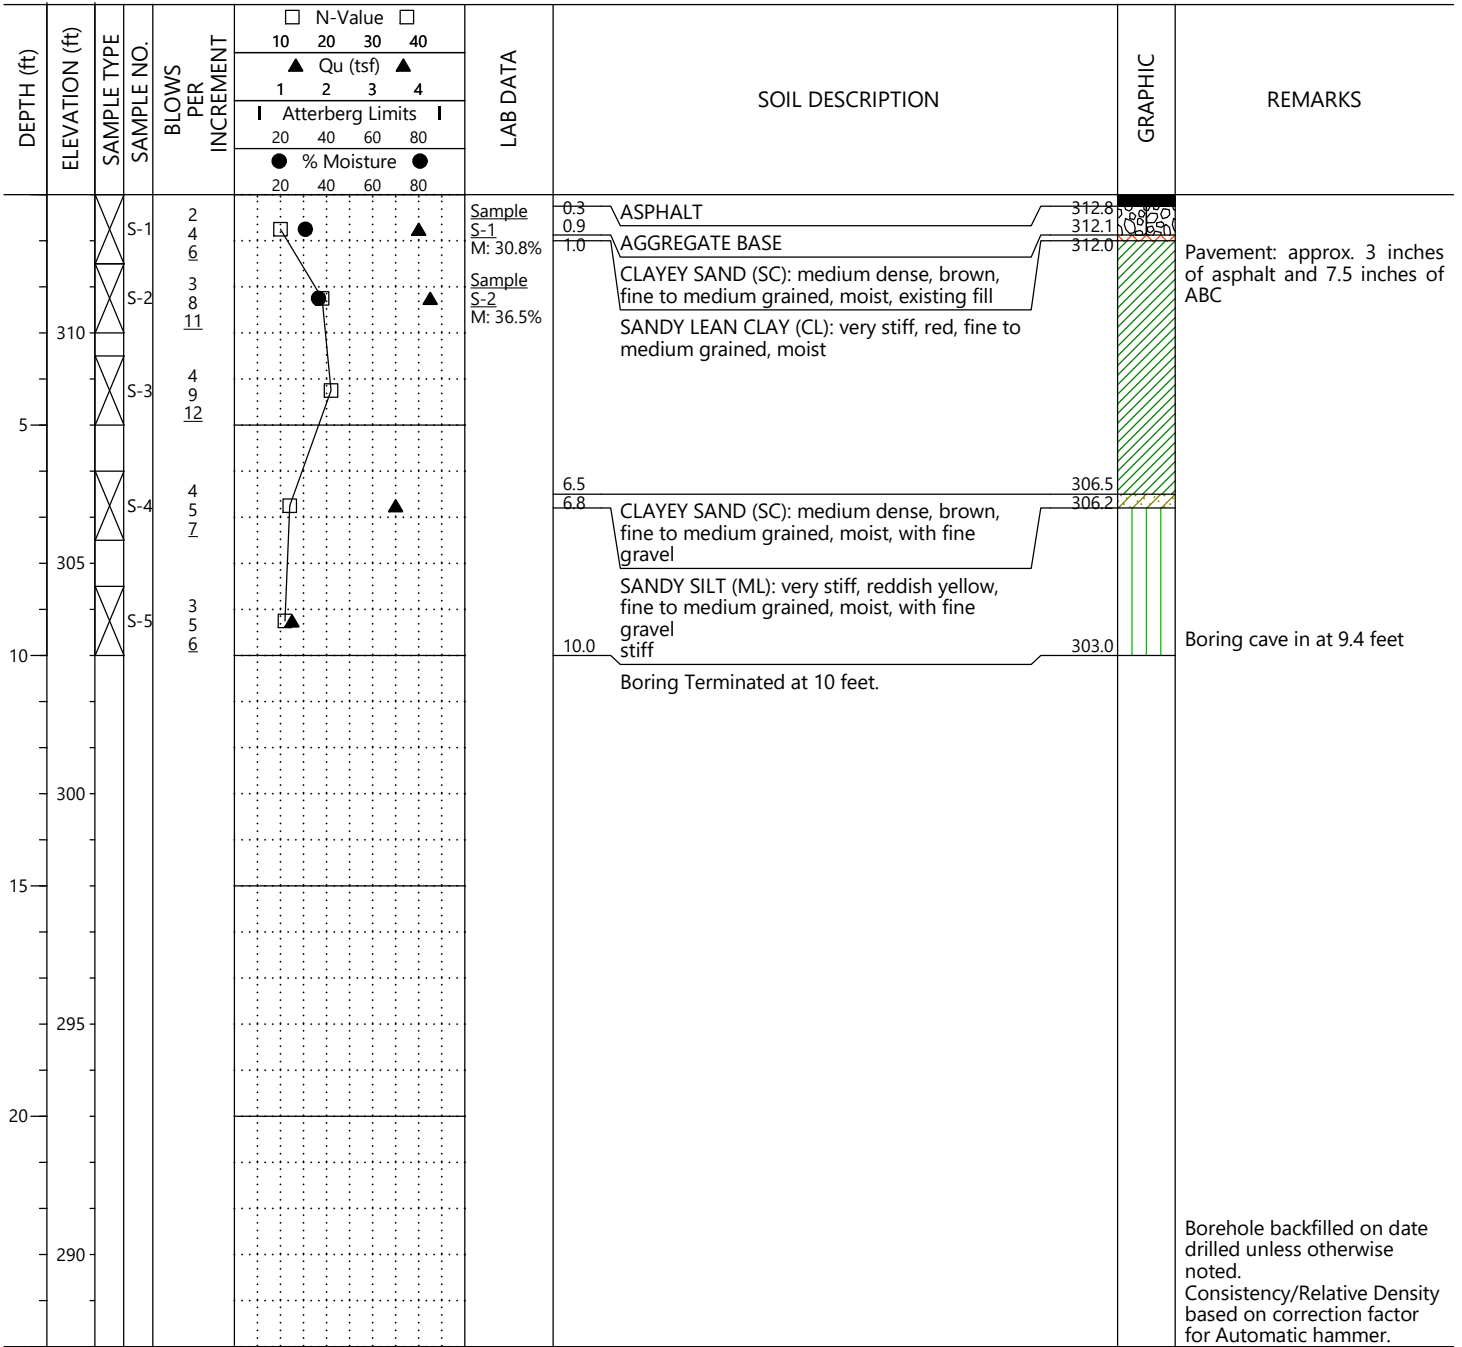 DEPTH (ft)
ELEVATION (ft)
SAMPLE TYPE
SAMPLE NO.
BLOWS
PER
INCREMENT
N-Value
10 20 30 40
Qu (tsf)
1 2 3 4
Atterberg Limits
20 40 60 80
% Moisture
20 40 60 80
LAB DATA
SOIL DESCRIPTION
GRAPHIC
REMARKS
S-1
2
4
6
Sample
S-1
M: 30.8%
0.3 ASPHALT 312.8
0.9 312.1
AGGREGATE BASE
1.0 312.0
CLAYEY SAND (SC): medium dense, brown,
fine to medium grained, moist, existing fill
Pavement: approx. 3 inches
of asphalt and 7.5 inches of
ABC
S-2
3
8
11
Sample
S-2
M: 36.5%
310
SANDY LEAN CLAY (CL): very stiff, red, fine to
medium grained, moist
S-3
4
9
12
5
6.5 306.5
6.8 306.2
S-4
4
5
7
CLAYEY SAND (SC): medium dense, brown,
fine to medium grained, moist, with fine
gravel
305
SANDY SILT (ML): very stiff, reddish yellow,
fine to medium grained, moist, with fine
gravel
stiff
S-5
3
5
6
10.0 303.0
Boring cave in at 9.4 feet
10
Boring Terminated at 10 feet.
300
15
295
20
290
Borehole backfilled on date
drilled unless otherwise
noted.
Consistency/Relative Density
based on correction factor
for Automatic hammer.